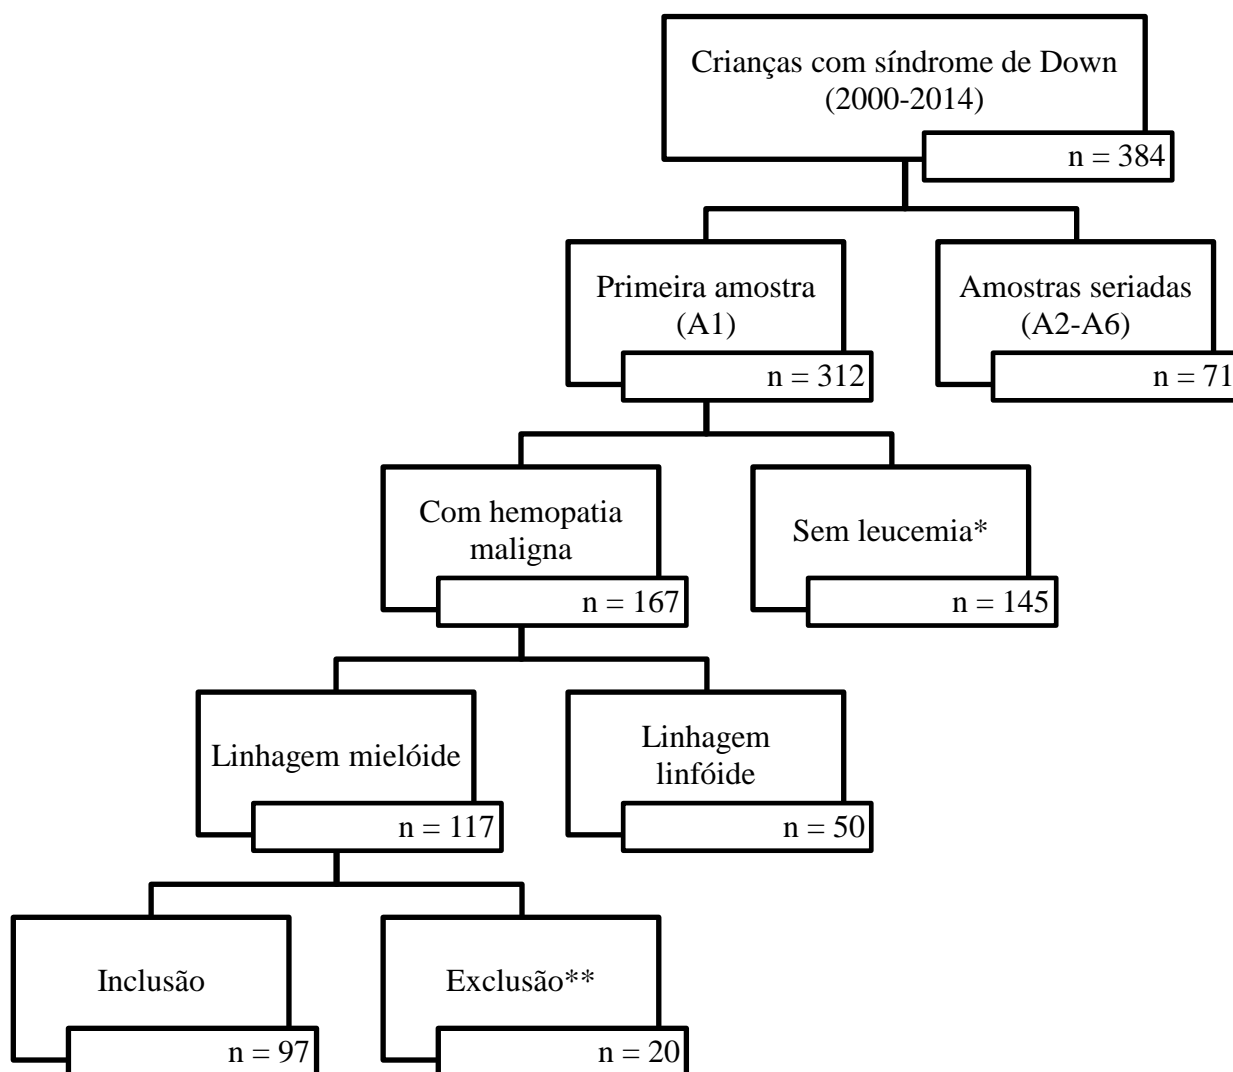 Crianças com síndrome de Down
(2000-2014)
n = 384
Primeira amostra
(A1)
n = 312
Amostras seriadas
(A2-A6)
n = 71
Com hemopatia
maligna
n = 167
Sem leucemia*
n = 145
Linhagem mielóide
n = 117
Linhagem
linfóide
n = 50
Inclusão
n = 97
Exclusão**
n = 20